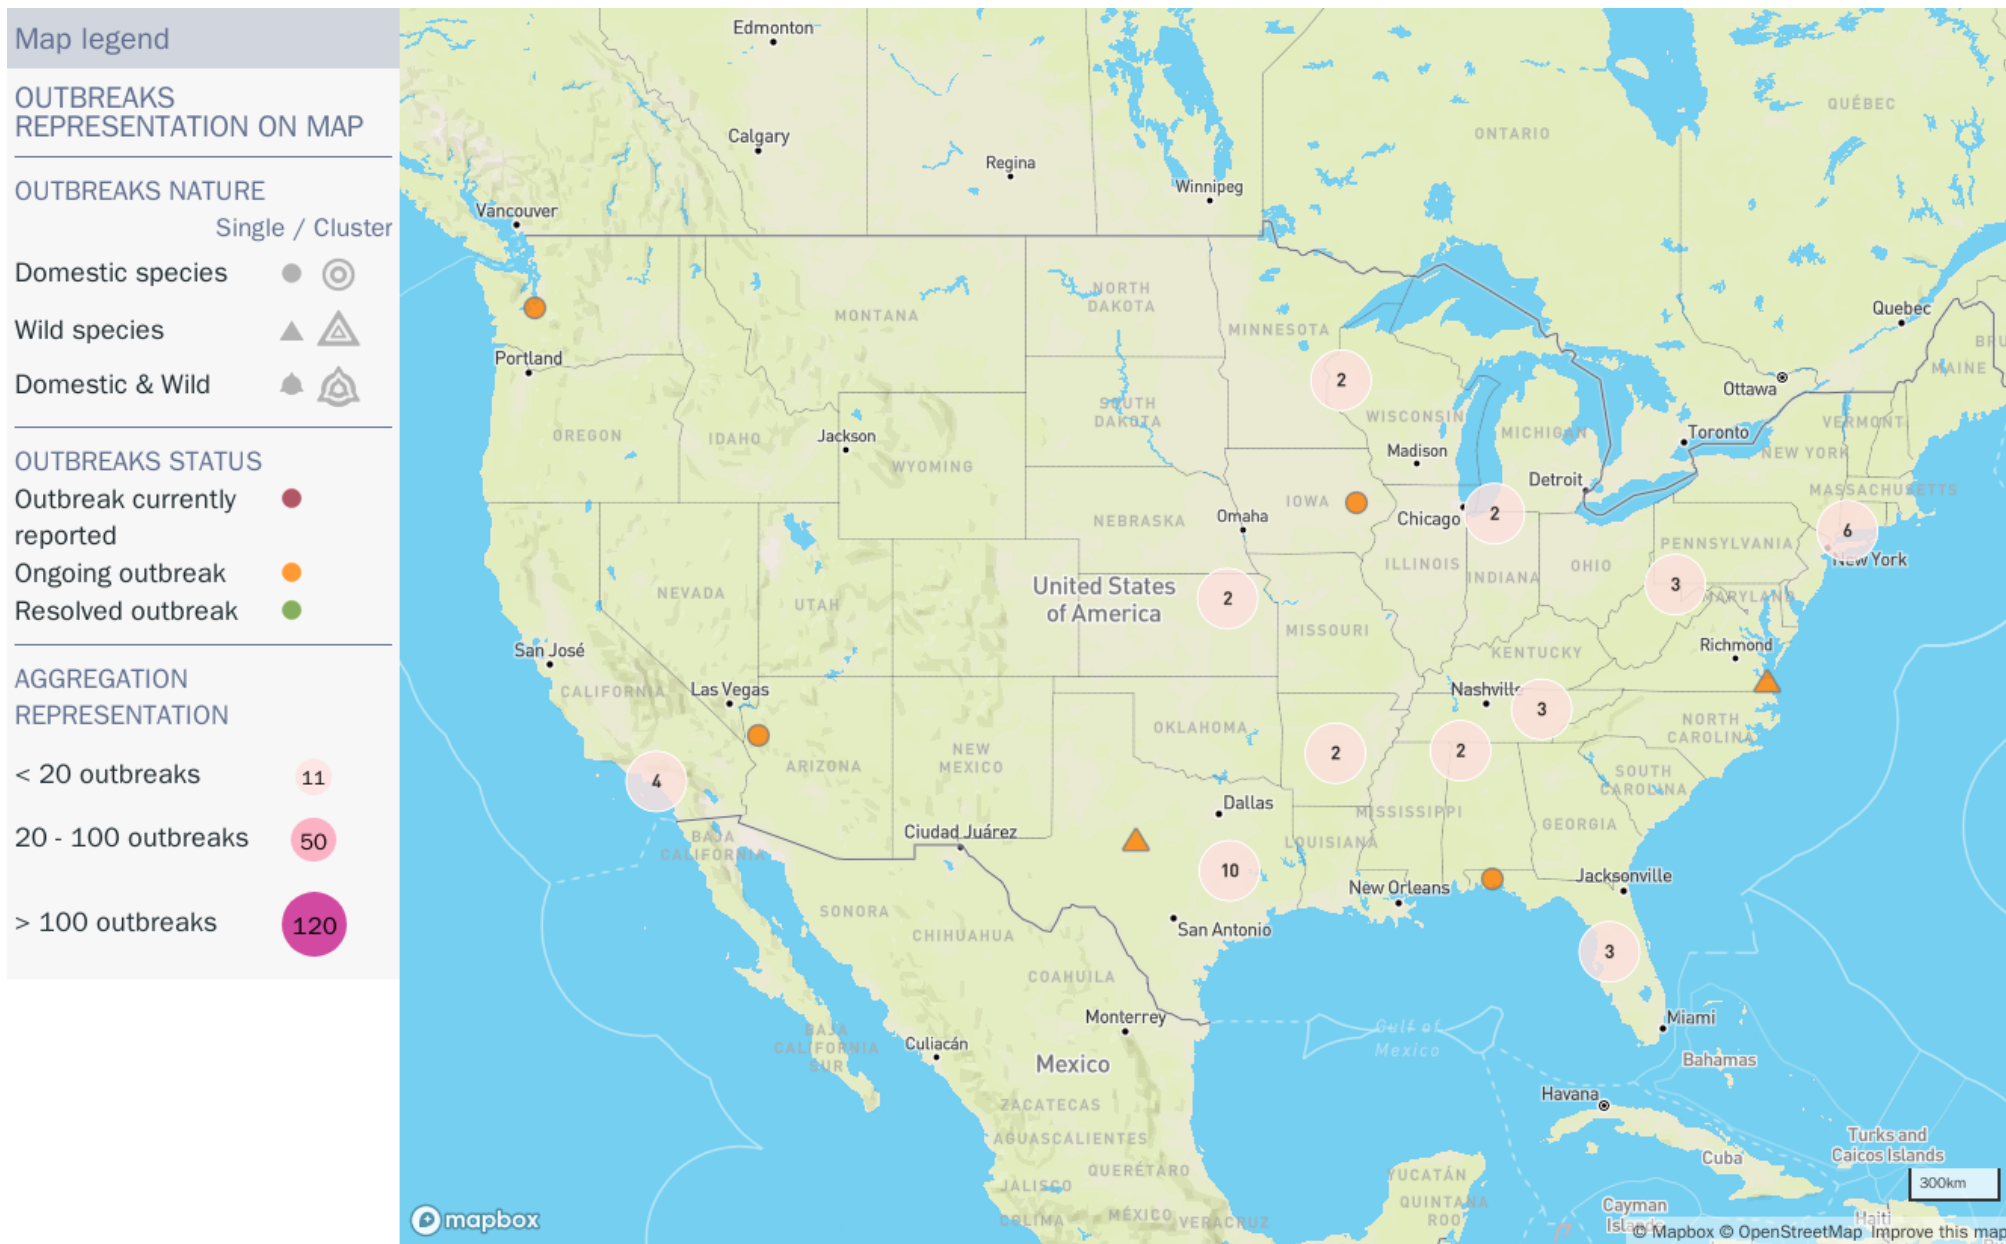 Map legend
OUTBREAKS
REPRESENTATION ON MAP
OUTBREAKS NATURE
Single / Cluster
Domestic species
Wild species
Domestic & Wild
OUTBREAKS STATUS
Outbreak currently
reported
Ongoing outbreak
Resolved outbreak
AGGREGATION
REPRESENTATION
< 20 outbreaks
11
20 - 100 outbreaks
50
> 100 outbreaks
120
Edmonton
Calgary
Regina
Winnipeg
Vancouver
ONTARIO
QUÉBEC
Quebec
BRU
MAINE
Ottawa
Toronto
VERMONT
NEW YORK
MASSACHUSETTS
Portland
MONTANA
NORTH
DAKOTA
MINNESOTA
2
SOUTH
DAKOTA
WISCONSIN
MICHIGAN
Madison
Detroit
OREGON
IDAHO
Jackson
WYOMING
IOWA
NEBRASKA
Omaha
Chicago
2
6
New York
PENNSYLVANIA
3
MARYLAND
ILLINOIS
INDIANA
OHIO
NEVADA
UTAH
United States
of America
2
MISSOURI
KENTUCKY
Richmond
San José
CALIFORNIA
Las Vegas
Nashville
3
OKLAHOMA
NORTH
CAROLINA
4
ARIZONA
NEW
MEXICO
2
2
SOUTH
CAROLINA
Dallas
MISSISSIPPI
GEORGIA
BAJA
CALIFORNIA
Ciudad Juárez
LOUISIANA
10
New Orleans
Jacksonville
San Antonio
3
SONORA
CHIHUAHUA
COAHUILA
Monterrey
Gulf of
Mexico
Miami
Bahamas
BAJA
CALIFORNIA
SUR
Culiacán
Mexico
Havana
ZACATECAS
AGUASCALIENTES
QUERÉTARO
JALISCO
COLIMA
MÉXICO
VERACRUZ
YUCATÁN
QUINTANA
ROO
Cuba
Turks and
Caicos Islands
Cayman
Islands
Haiti
300km
mapbox
© Mapbox © OpenStreetMap Improve this map